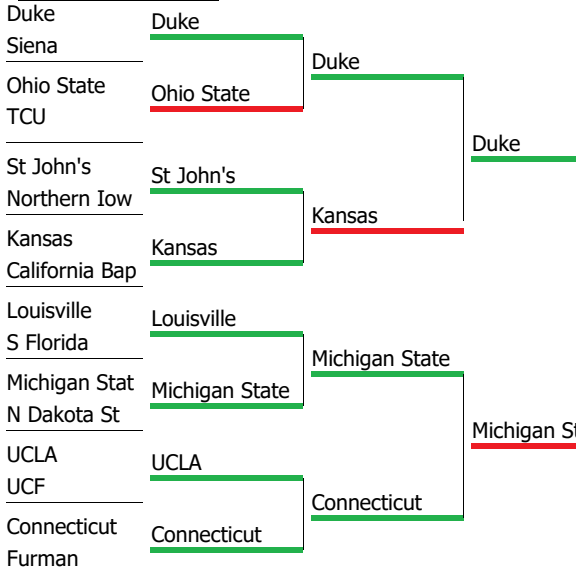 Duke
Siena
Duke
Duke
Ohio State
TCU
Ohio State
Duke
St John's
Northern Iow
St John's
Kansas
Kansas
California Bap
Kansas
Louisville
S Florida
Louisville
Michigan State
Michigan Stat
N Dakota St
Michigan State
Michigan St
UCLA
UCF
UCLA
Connecticut
Connecticut
Furman
Connecticut